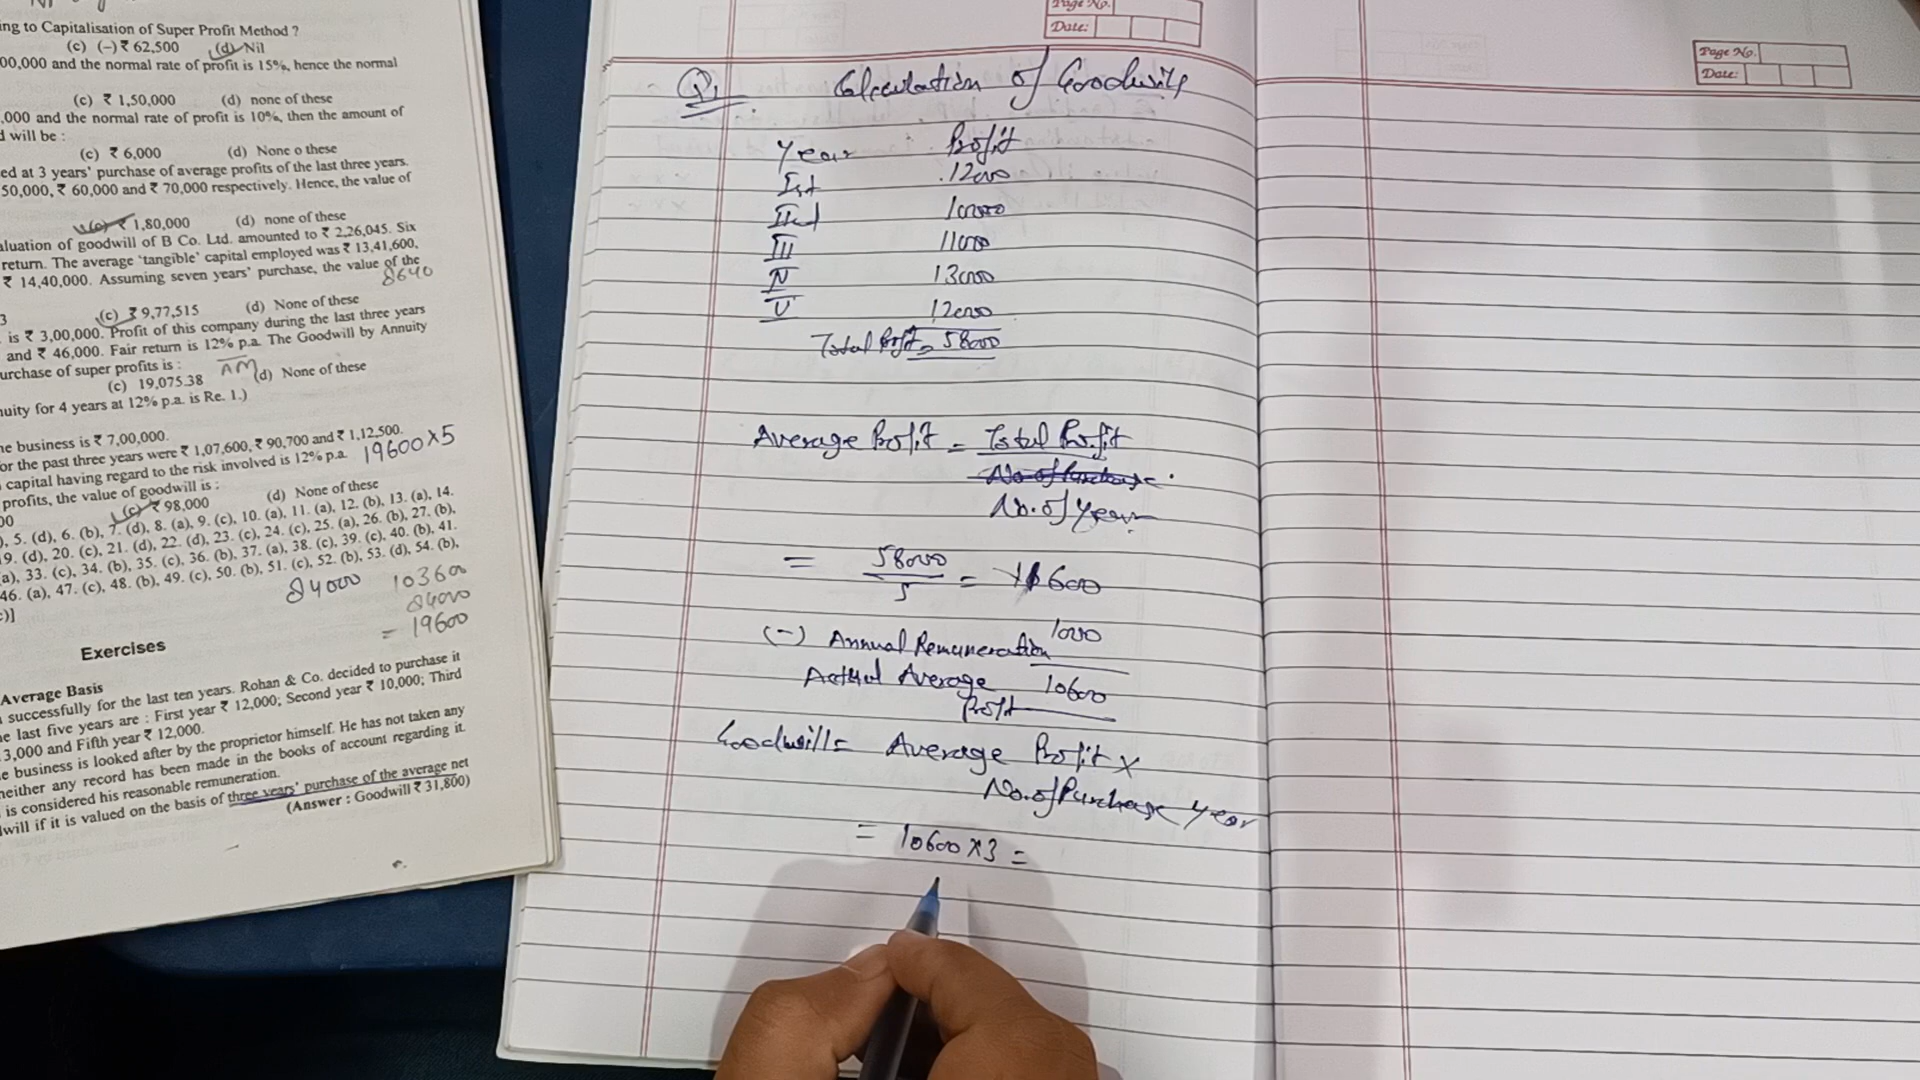 ing to Capitalisation of Super Profit Method ?
(c) (-) ₹ 62,500 (d) Nil
00,000 and the normal rate of profit is 15%, hence the normal
(c) ₹ 1,50,000 (d) none of these
,000 and the normal rate of profit is 10%, then the amount of
d will be :
(c) ₹ 6,000 (d) None o these
ed at 3 years' purchase of average profits of the last three years.
50,000, ₹ 60,000 and ₹ 70,000 respectively. Hence, the value of
(c) ₹ 1,80,000 (d) none of these
aluation of goodwill of B Co. Ltd. amounted to ₹ 2,26,045. Six
return. The average 'tangible' capital employed was ₹ 13,41,600,
₹ 14,40,000. Assuming seven years' purchase, the value of the
8640
3 (c) ₹ 9,77,515 (d) None of these
is ₹ 3,00,000. Profit of this company during the last three years
and ₹ 46,000. Fair return is 12% p.a. The Goodwill by Annuity
urchase of super profits is :
(c) 19,075.38 (d) None of these
nuity for 4 years at 12% p.a. is Re. 1.)
ne business is ₹ 7,00,000.
or the past three years were ₹ 1,07,600, ₹ 90,700 and ₹ 1,12,500.
capital having regard to the risk involved is 12% p.a. 19600×5
profits, the value of goodwill is :
00 (c) ₹ 98,000 (d) None of these
), 5. (d), 6. (b), 7. (d), 8. (a), 9. (c), 10. (a), 11. (a), 12. (b), 13. (a), 14.
9. (d), 20. (c), 21. (d), 22. (d), 23. (c), 24. (c), 25. (a), 26. (b), 27. (b),
a), 33. (c), 34. (b), 35. (c), 36. (b), 37. (a), 38. (c), 39. (c), 40. (b), 41.
46. (a), 47. (c), 48. (b), 49. (c), 50. (b), 51. (c), 52. (b), 53. (d), 54. (b),
c)]
84000 103600
84000
= 19600
Exercises
Average Basis
successfully for the last ten years. Rohan & Co. decided to purchase it
ne last five years are : First year ₹ 12,000; Second year ₹ 10,000; Third
3,000 and Fifth year ₹ 12,000.
e business is looked after by the proprietor himself. He has not taken any
neither any record has been made in the books of account regarding it.
is considered his reasonable remuneration.
dwill if it is valued on the basis of three years' purchase of the average net
(Answer : Goodwill ₹ 31,800)
Page No.
Date:
Q1 Calculation of Goodwill
Year Profit
Ist 12000
IInd 10000
III 11000
IV 13000
V 12000
Total Profit = 58000
Average Profit = Total Profit
No of Purchase
No. of Year
= 58000
5
= 11600
(-) Annual Remuneration 1000
Actual Average Profit 10600
Goodwill = Average Profit ×
No. of Purchase Year
= 10600 × 3 =
Page No.
Date: